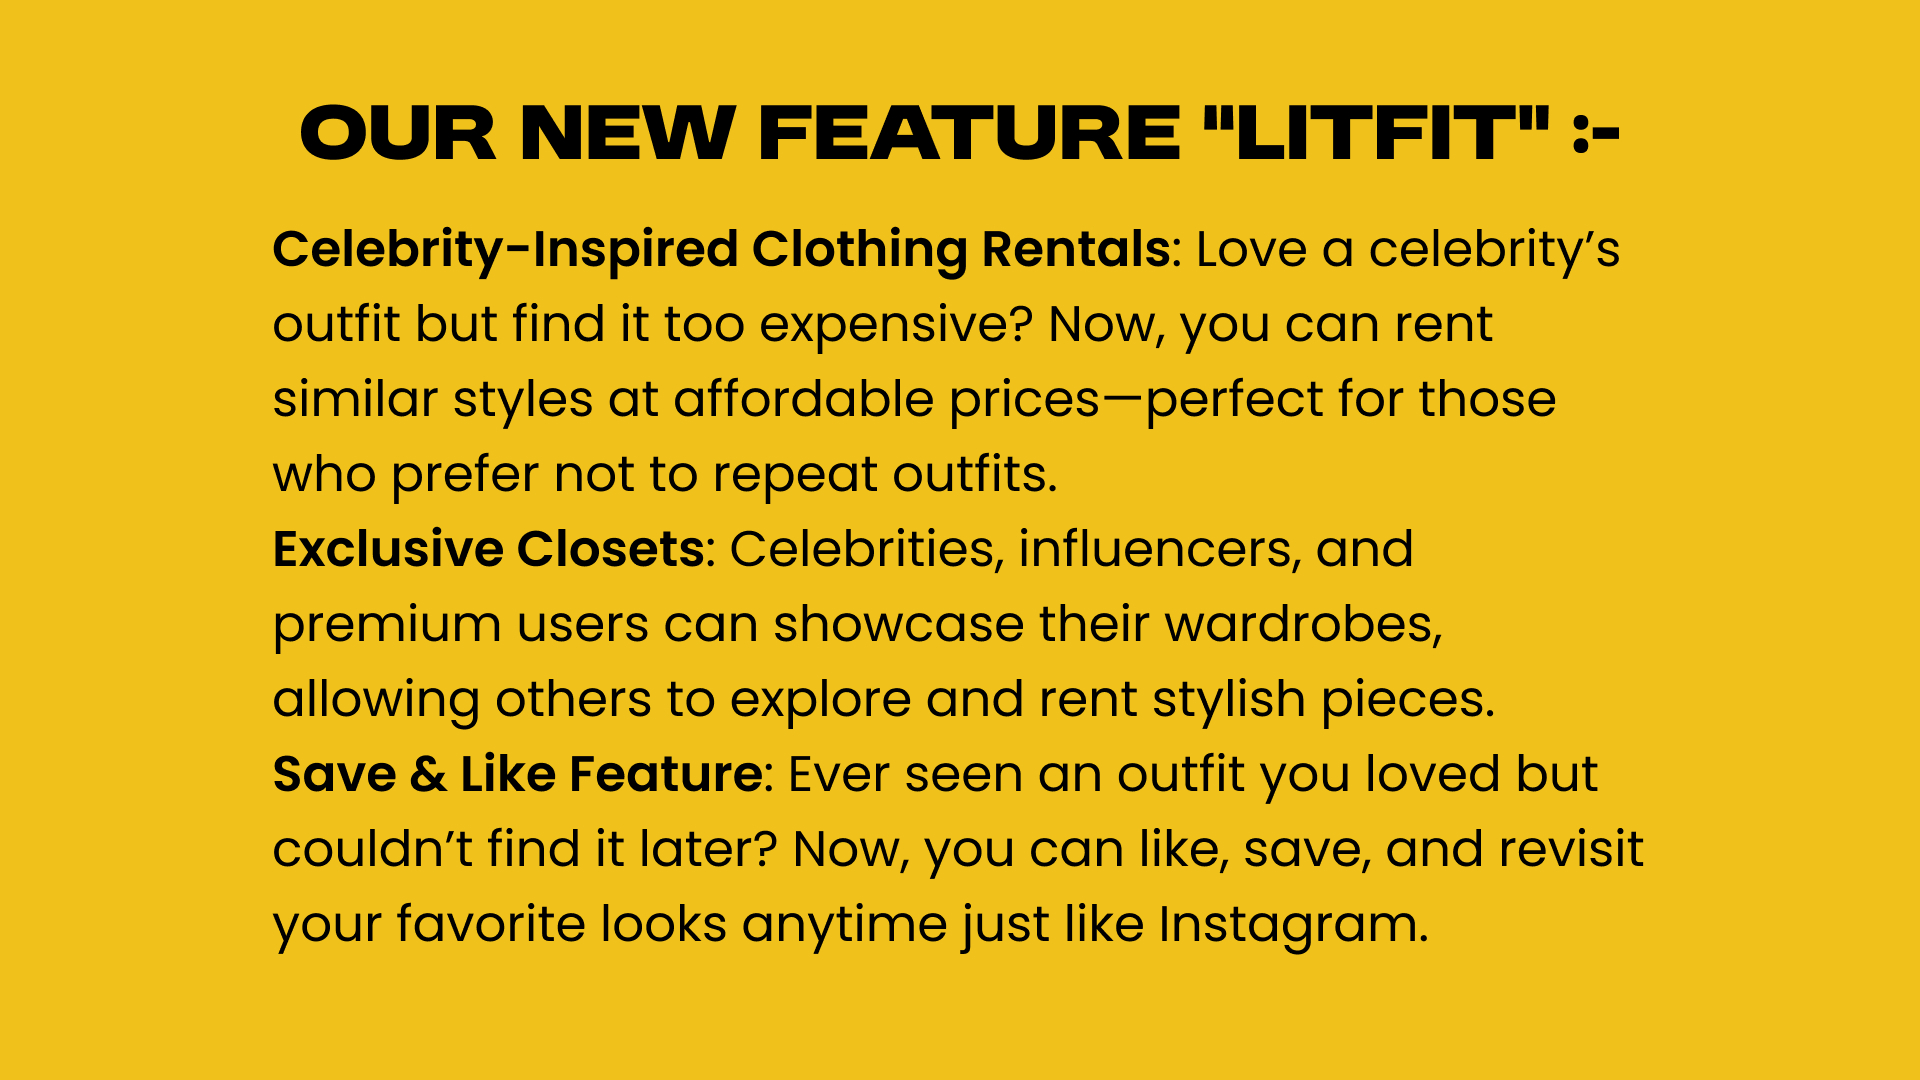 OUR NEW FEATURE "LITFIT" :-
Celebrity-Inspired Clothing Rentals: Love a celebrity’s
outfit but find it too expensive? Now, you can rent
similar styles at affordable prices—perfect for those
who prefer not to repeat outfits.
Exclusive Closets: Celebrities, influencers, and
premium users can showcase their wardrobes,
allowing others to explore and rent stylish pieces.
Save & Like Feature: Ever seen an outfit you loved but
couldn’t find it later? Now, you can like, save, and revisit
your favorite looks anytime just like Instagram.